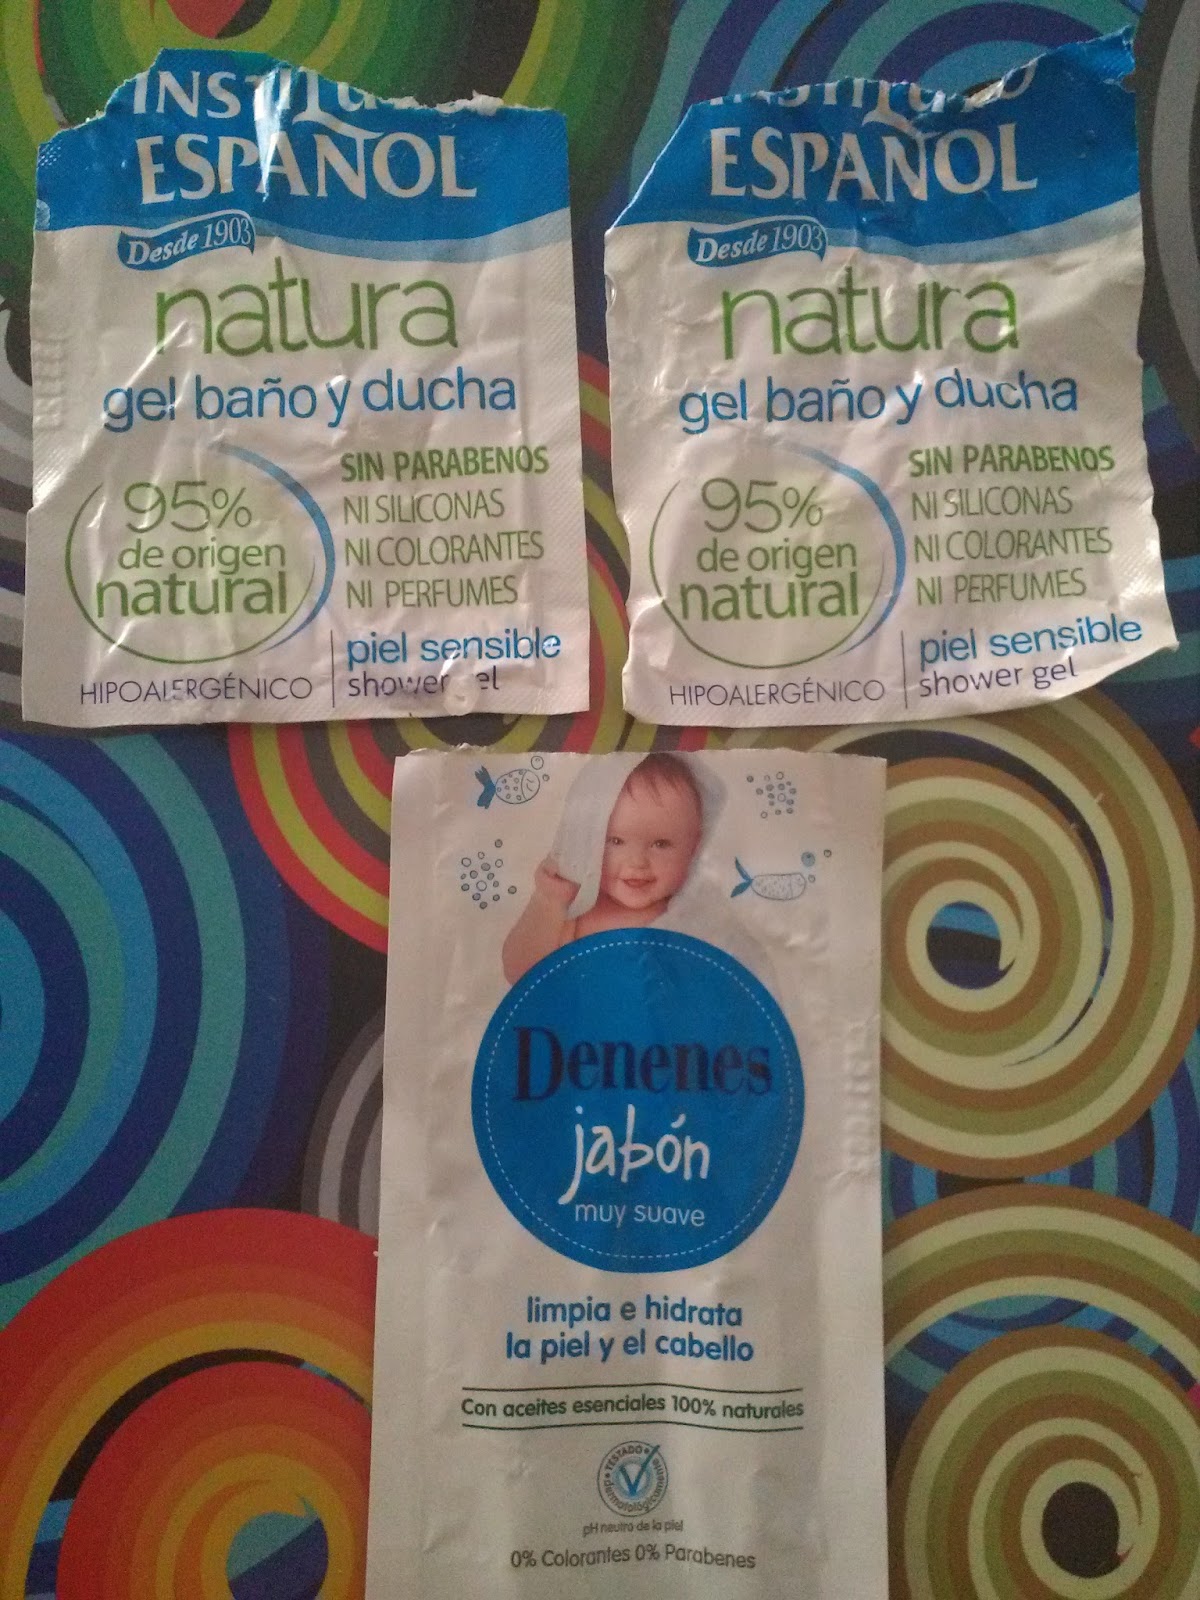 ESPAÑOL
Desde 1903
natura
gel baño y ducha
95%
de origen
natural
SIN PARABENOS
NI SILICONAS
NI COLORANTES
NI PERFUMES
HIPOALERGÉNICO
piel sensible
shower gel
ESPAÑOL
Desde 1903
natura
gel baño y ducha
95%
de origen
natural
SIN PARABENOS
NI SILICONAS
NI COLORANTES
NI PERFUMES
HIPOALERGÉNICO
piel sensible
shower gel
Denenes
jabón
muy suave
limpia e hidrata
la piel y el cabello
Con aceites esenciales 100% naturales
TESTADO
dermatológicamente
pH neutro de la piel
0% Colorantes 0% Parabenes